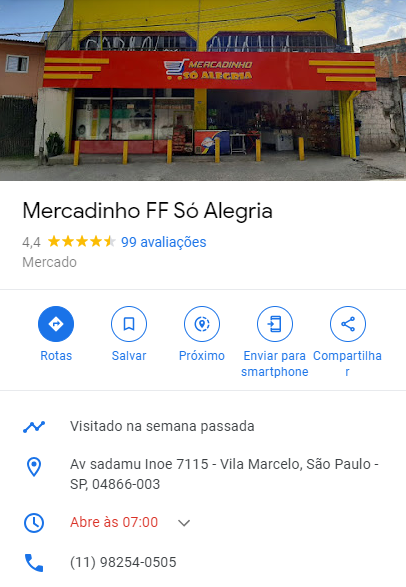 MERCADINHO
SÓ ALEGRIA
Mercadinho FF Só Alegria
4,4 99 avaliações
Mercado
Rotas
Salvar
Próximo
Enviar para
smartphone
Compartilha
r
Visitado na semana passada
Av sadamu Inoe 7115 - Vila Marcelo, São Paulo -
SP, 04866-003
Abre às 07:00
(11) 98254-0505